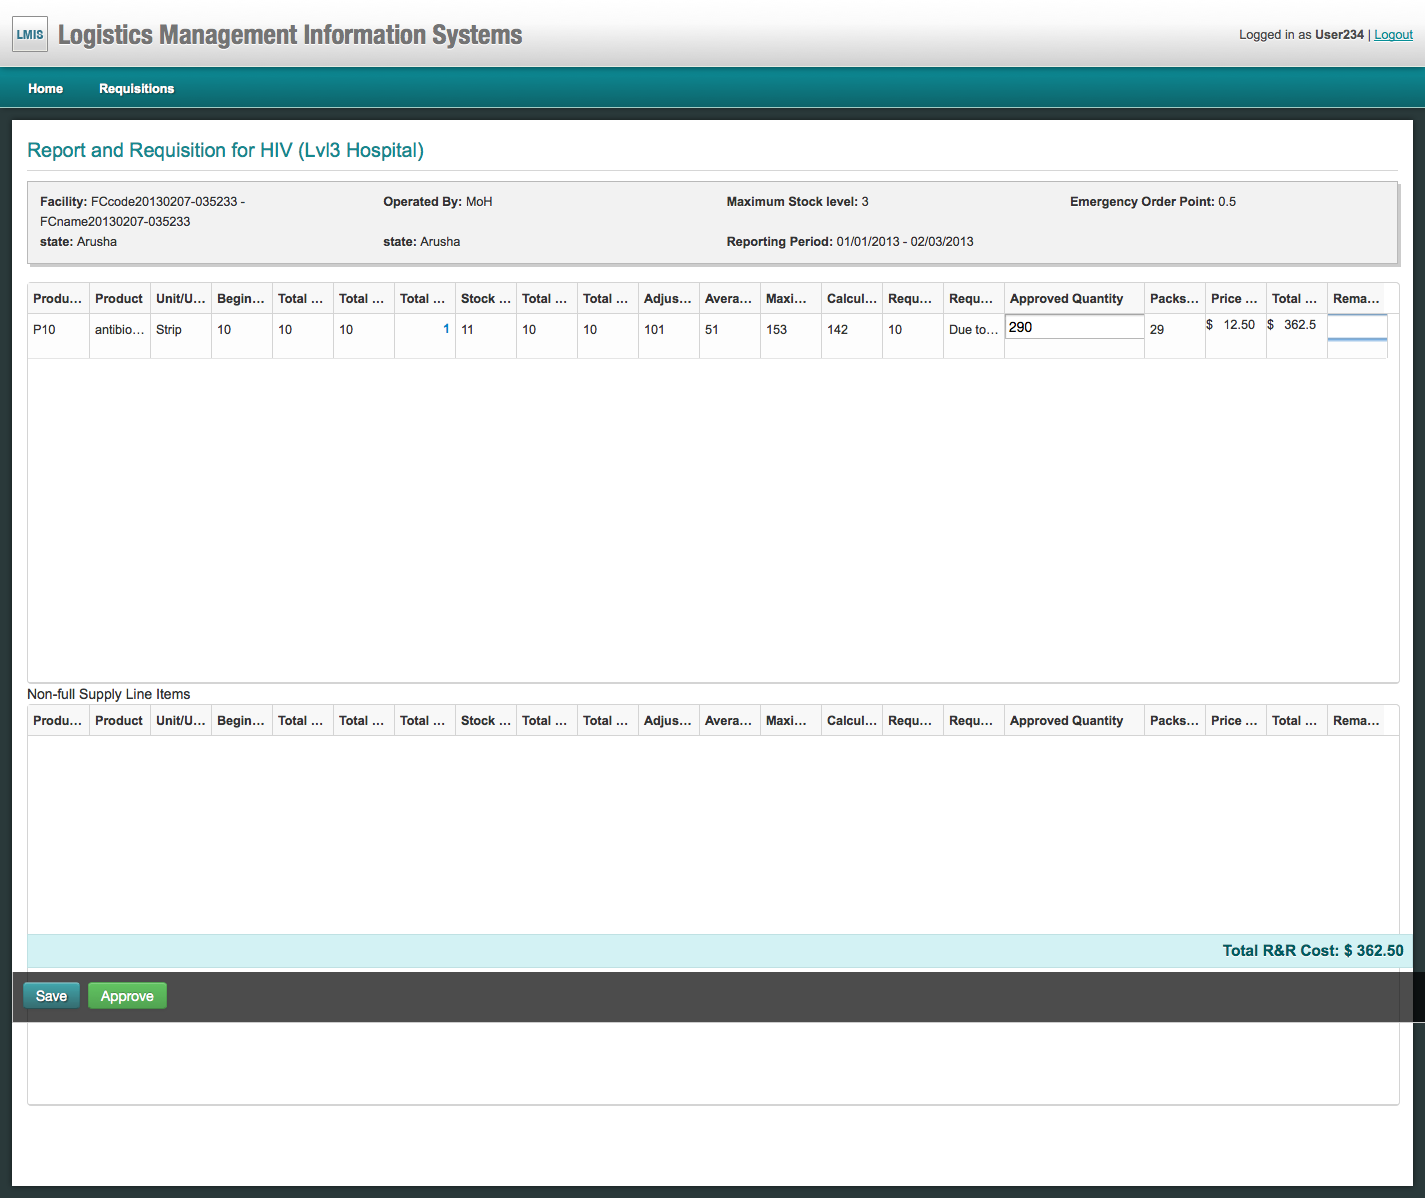 LMIS Logistics Management Information Systems
Logged in as User234 | Logout
Home Requisitions
Report and Requisition for HIV (Lvl3 Hospital)
Facility: FCcode20130207-035233 - Operated By: MoH Maximum Stock level: 3 Emergency Order Point: 0.5
FCname20130207-035233
state: Arusha state: Arusha Reporting Period: 01/01/2013 - 02/03/2013
Produ... Product Unit/U... Begin... Total ... Total ... Total ... Stock ... Total ... Total ... Adjus... Avera... Maxi... Calcul... Requ... Requ... Approved Quantity Packs... Price ... Total ... Rema...
P10 antibio... Strip 10 10 10 1 11 10 10 101 51 153 142 10 Due to... 290 29 $ 12.50 $ 362.5
Non-full Supply Line Items
Produ... Product Unit/U... Begin... Total ... Total ... Total ... Stock ... Total ... Total ... Adjus... Avera... Maxi... Calcul... Requ... Requ... Approved Quantity Packs... Price ... Total ... Rema...
Total R&R Cost: $ 362.50
Save Approve